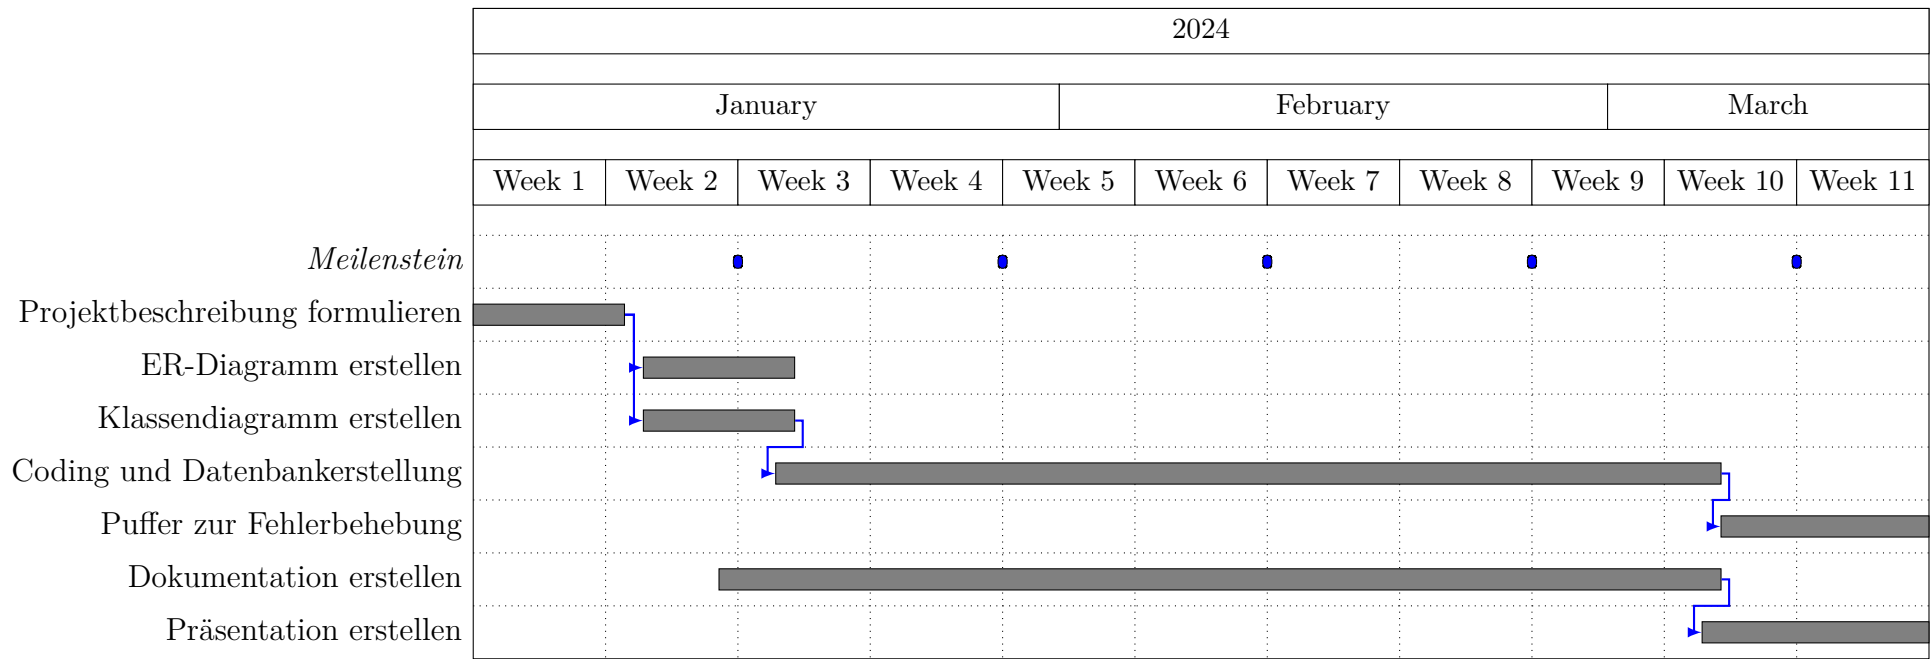 2024
January February March
Week 1 Week 2 Week 3 Week 4 Week 5 Week 6 Week 7 Week 8 Week 9 Week 10 Week 11
Meilenstein
Projektbeschreibung formulieren
ER-Diagramm erstellen
Klassendiagramm erstellen
Coding und Datenbankerstellung
Puffer zur Fehlerbehebung
Dokumentation erstellen
Präsentation erstellen